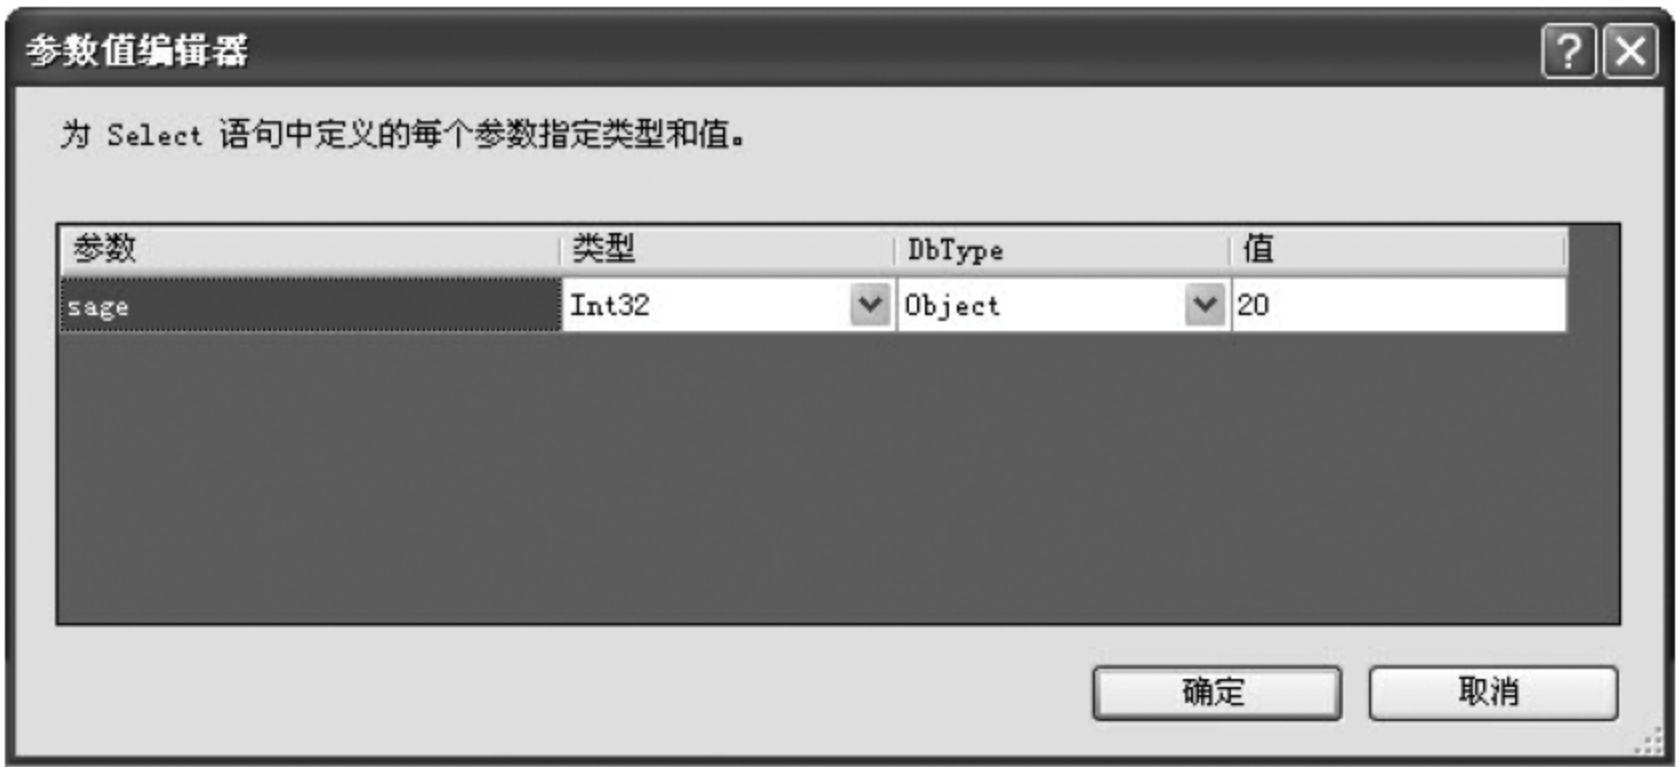 参数值编辑器
为 Select 语句中定义的每个参数指定类型和值。
参数 类型 DbType 值
sage Int32 Object 20
确定 取消